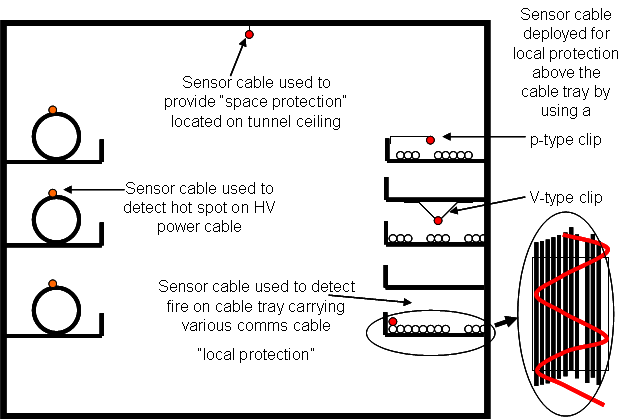 Sensor cable
deployed for
local protection
above the
cable tray by
using a
p-type clip
V-type clip
Sensor cable used to
provide "space protection"
located on tunnel ceiling
Sensor cable used to
detect hot spot on HV
power cable
Sensor cable used to detect
fire on cable tray carrying
various comms cable
"local protection"